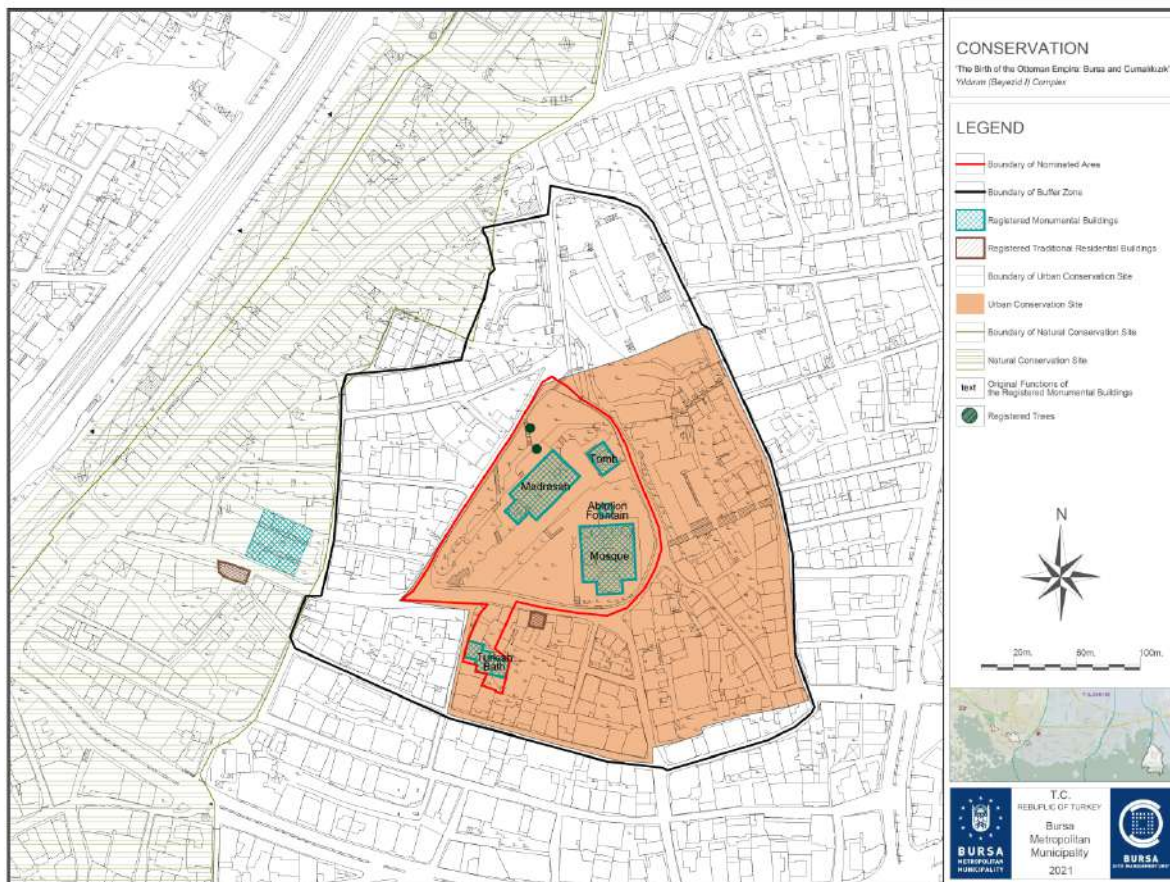 CONSERVATION
'The Birth of the Ottoman Empire: Bursa and Cumalıkızık'
Yıldırım (Bayezid I) Complex
LEGEND
Boundary of Nominated Area
Boundary of Buffer Zone
Registered Monumental Buildings
Registered Traditional Residential Buildings
Boundary of Urban Conservation Site
Urban Conservation Site
Boundary of Natural Conservation Site
Natural Conservation Site
text
Original Functions of
the Registered Monumental Buildings
Registered Trees
Tomb
Madrasah
Ablution
Fountain
Mosque
Turkish
Bath
N
20m.
60m.
100m.
T.C.
REBUPLIC OF TURKEY
Bursa
Metropolitan
Municipality
2021
BURSA
METROPOLITAN
MUNICIPALITY
BURSA